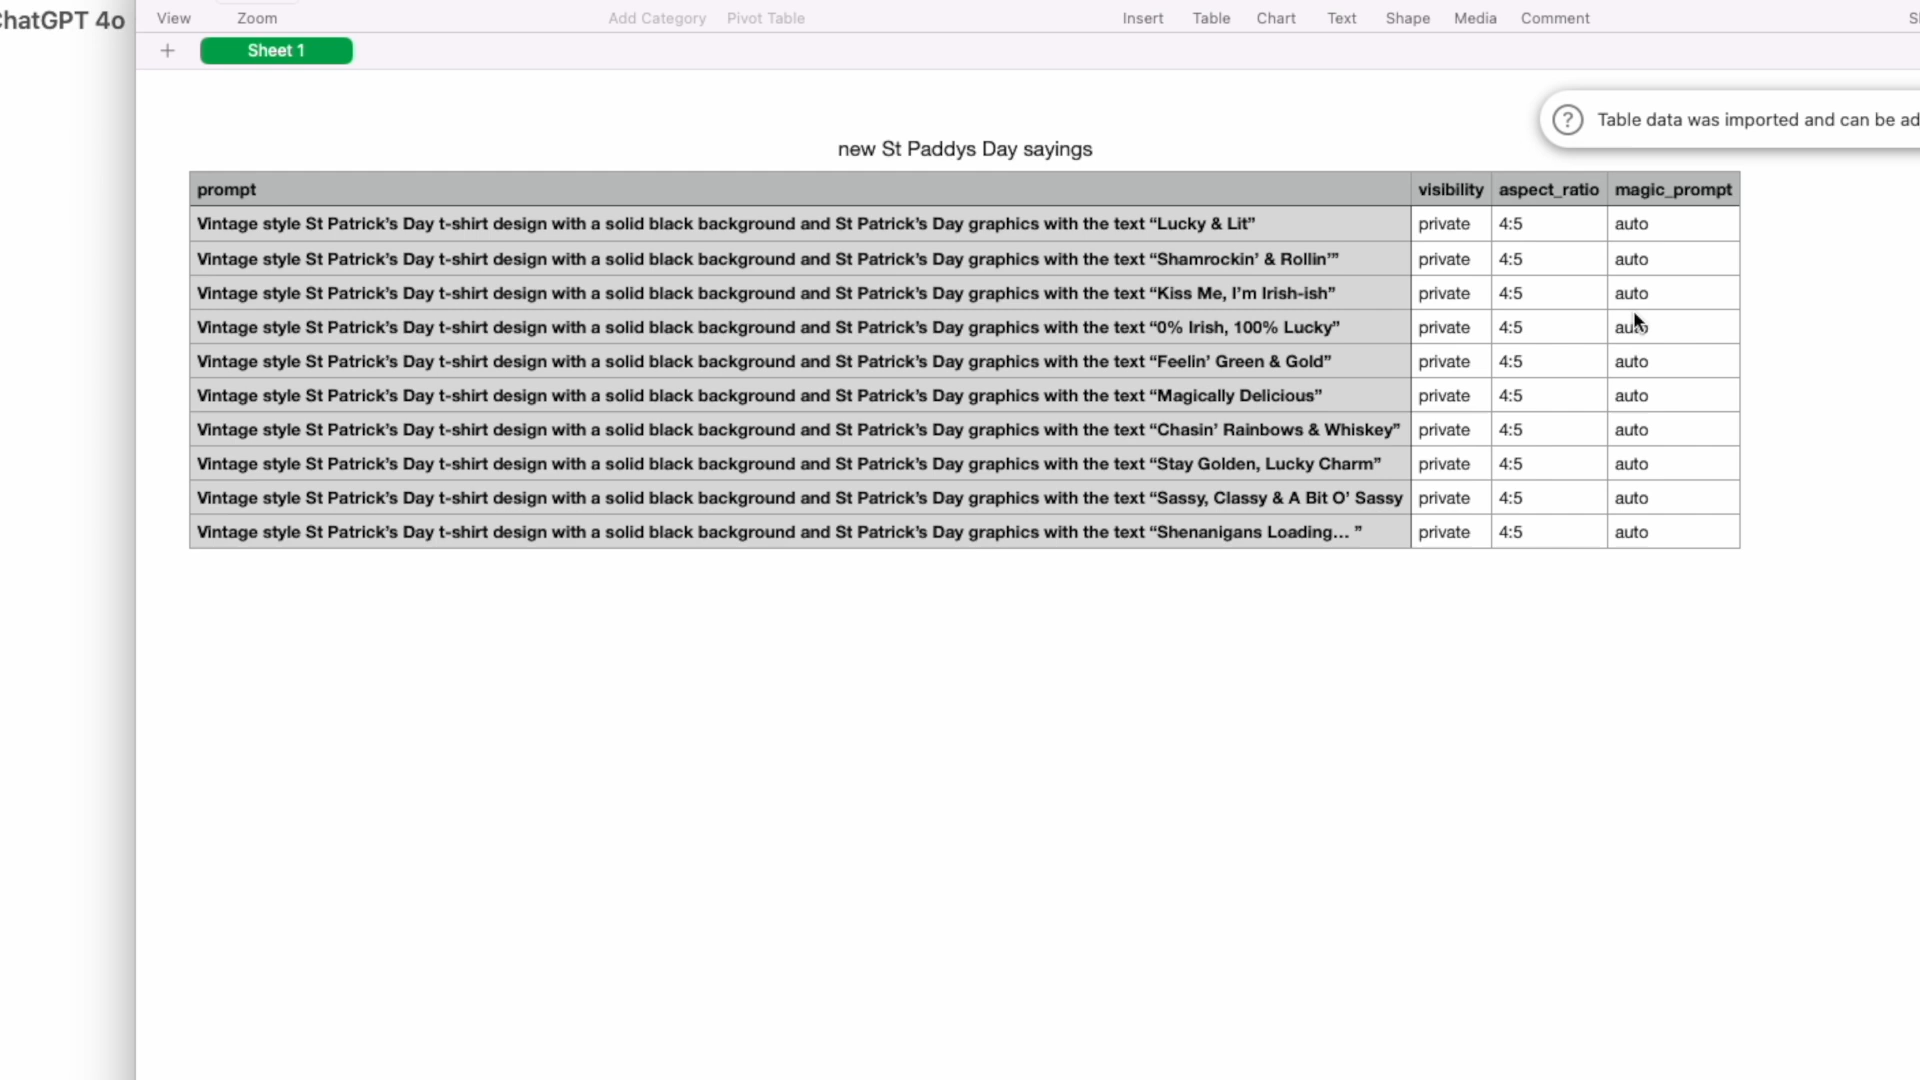 ChatGPT 4o
View Zoom Add Category Pivot Table Insert Table Chart Text Shape Media Comment
+ Sheet 1
? Table data was imported and can be ad
new St Paddys Day sayings
prompt visibility aspect_ratio magic_prompt
Vintage style St Patrick’s Day t-shirt design with a solid black background and St Patrick’s Day graphics with the text “Lucky & Lit” private 4:5 auto
Vintage style St Patrick’s Day t-shirt design with a solid black background and St Patrick’s Day graphics with the text “Shamrockin’ & Rollin’” private 4:5 auto
Vintage style St Patrick’s Day t-shirt design with a solid black background and St Patrick’s Day graphics with the text “Kiss Me, I’m Irish-ish” private 4:5 auto
Vintage style St Patrick’s Day t-shirt design with a solid black background and St Patrick’s Day graphics with the text “0% Irish, 100% Lucky” private 4:5 auto
Vintage style St Patrick’s Day t-shirt design with a solid black background and St Patrick’s Day graphics with the text “Feelin’ Green & Gold” private 4:5 auto
Vintage style St Patrick’s Day t-shirt design with a solid black background and St Patrick’s Day graphics with the text “Magically Delicious” private 4:5 auto
Vintage style St Patrick’s Day t-shirt design with a solid black background and St Patrick’s Day graphics with the text “Chasin’ Rainbows & Whiskey” private 4:5 auto
Vintage style St Patrick’s Day t-shirt design with a solid black background and St Patrick’s Day graphics with the text “Stay Golden, Lucky Charm” private 4:5 auto
Vintage style St Patrick’s Day t-shirt design with a solid black background and St Patrick’s Day graphics with the text “Sassy, Classy & A Bit O’ Sassy private 4:5 auto
Vintage style St Patrick’s Day t-shirt design with a solid black background and St Patrick’s Day graphics with the text “Shenanigans Loading… ” private 4:5 auto